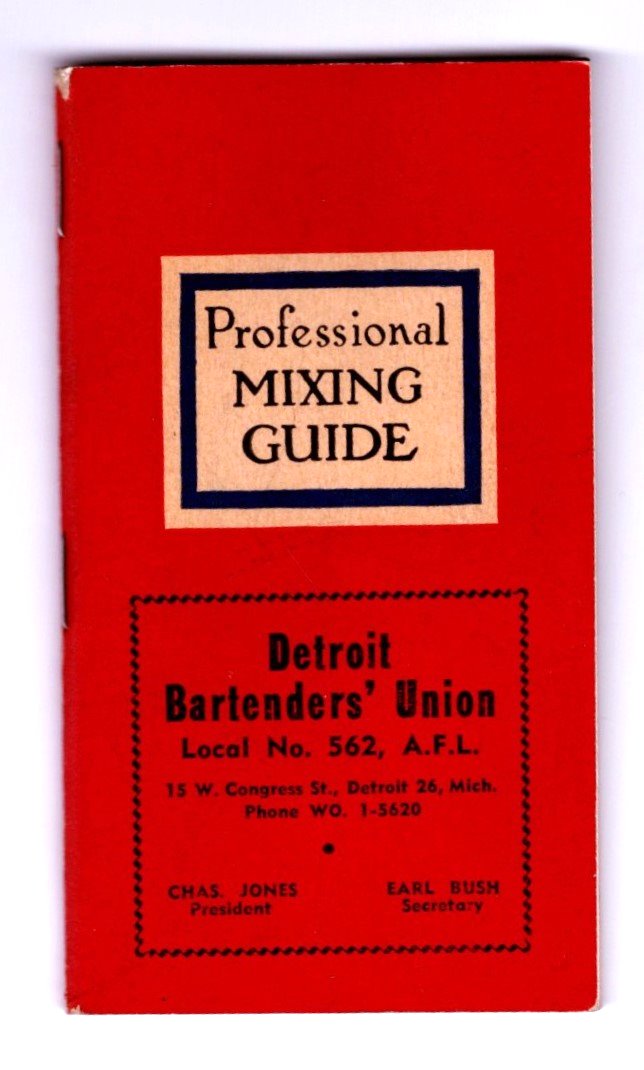 Professional
MIXING
GUIDE
Detroit
Bartenders' Union
Local No. 562, A.F.L.
15 W. Congress St., Detroit 26, Mich.
Phone WO. 1-5620
CHAS. JONES EARL BUSH
President Secretary